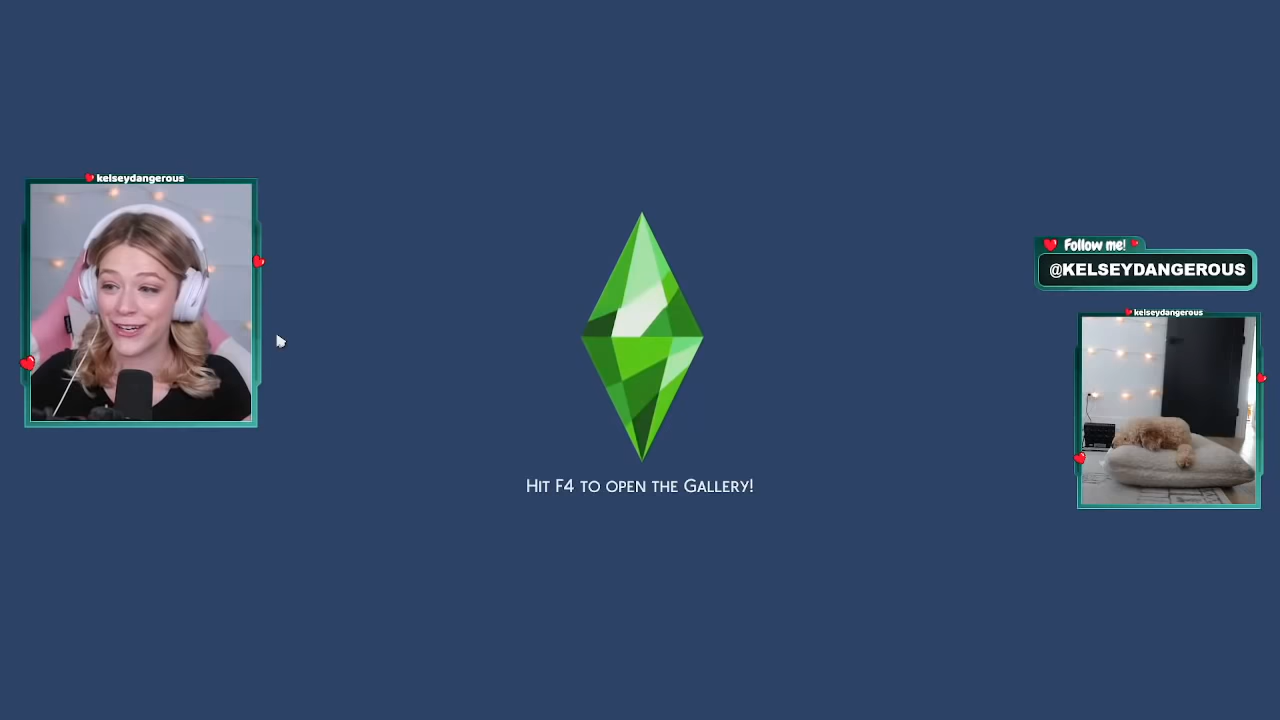 kelseydangerous
Follow me!
@KELSEYDANGEROUS
kelseydangerous
Hit F4 to open the Gallery!